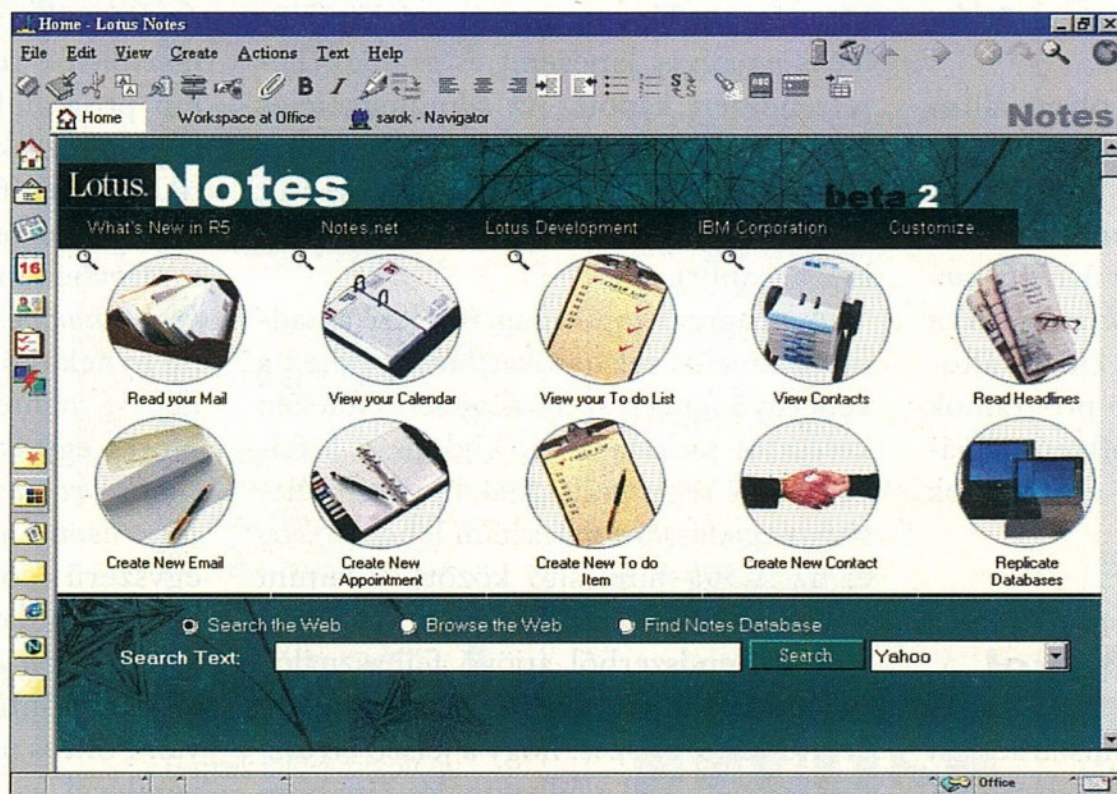 Home - Lotus Notes
File Edit View Create Actions Text Help
Home Workspace at Office sarok - Navigator
Notes
Lotus. Notes
beta 2
What's New in R5 Notes.net Lotus Development IBM Corporation Customize...
16
Read your Mail View your Calendar View your To do List View Contacts Read Headlines
Create New Email Create New Appointment Create New To do Item Create New Contact Replicate Databases
Search the Web Browse the Web Find Notes Database
Search Text: Search Yahoo
Office